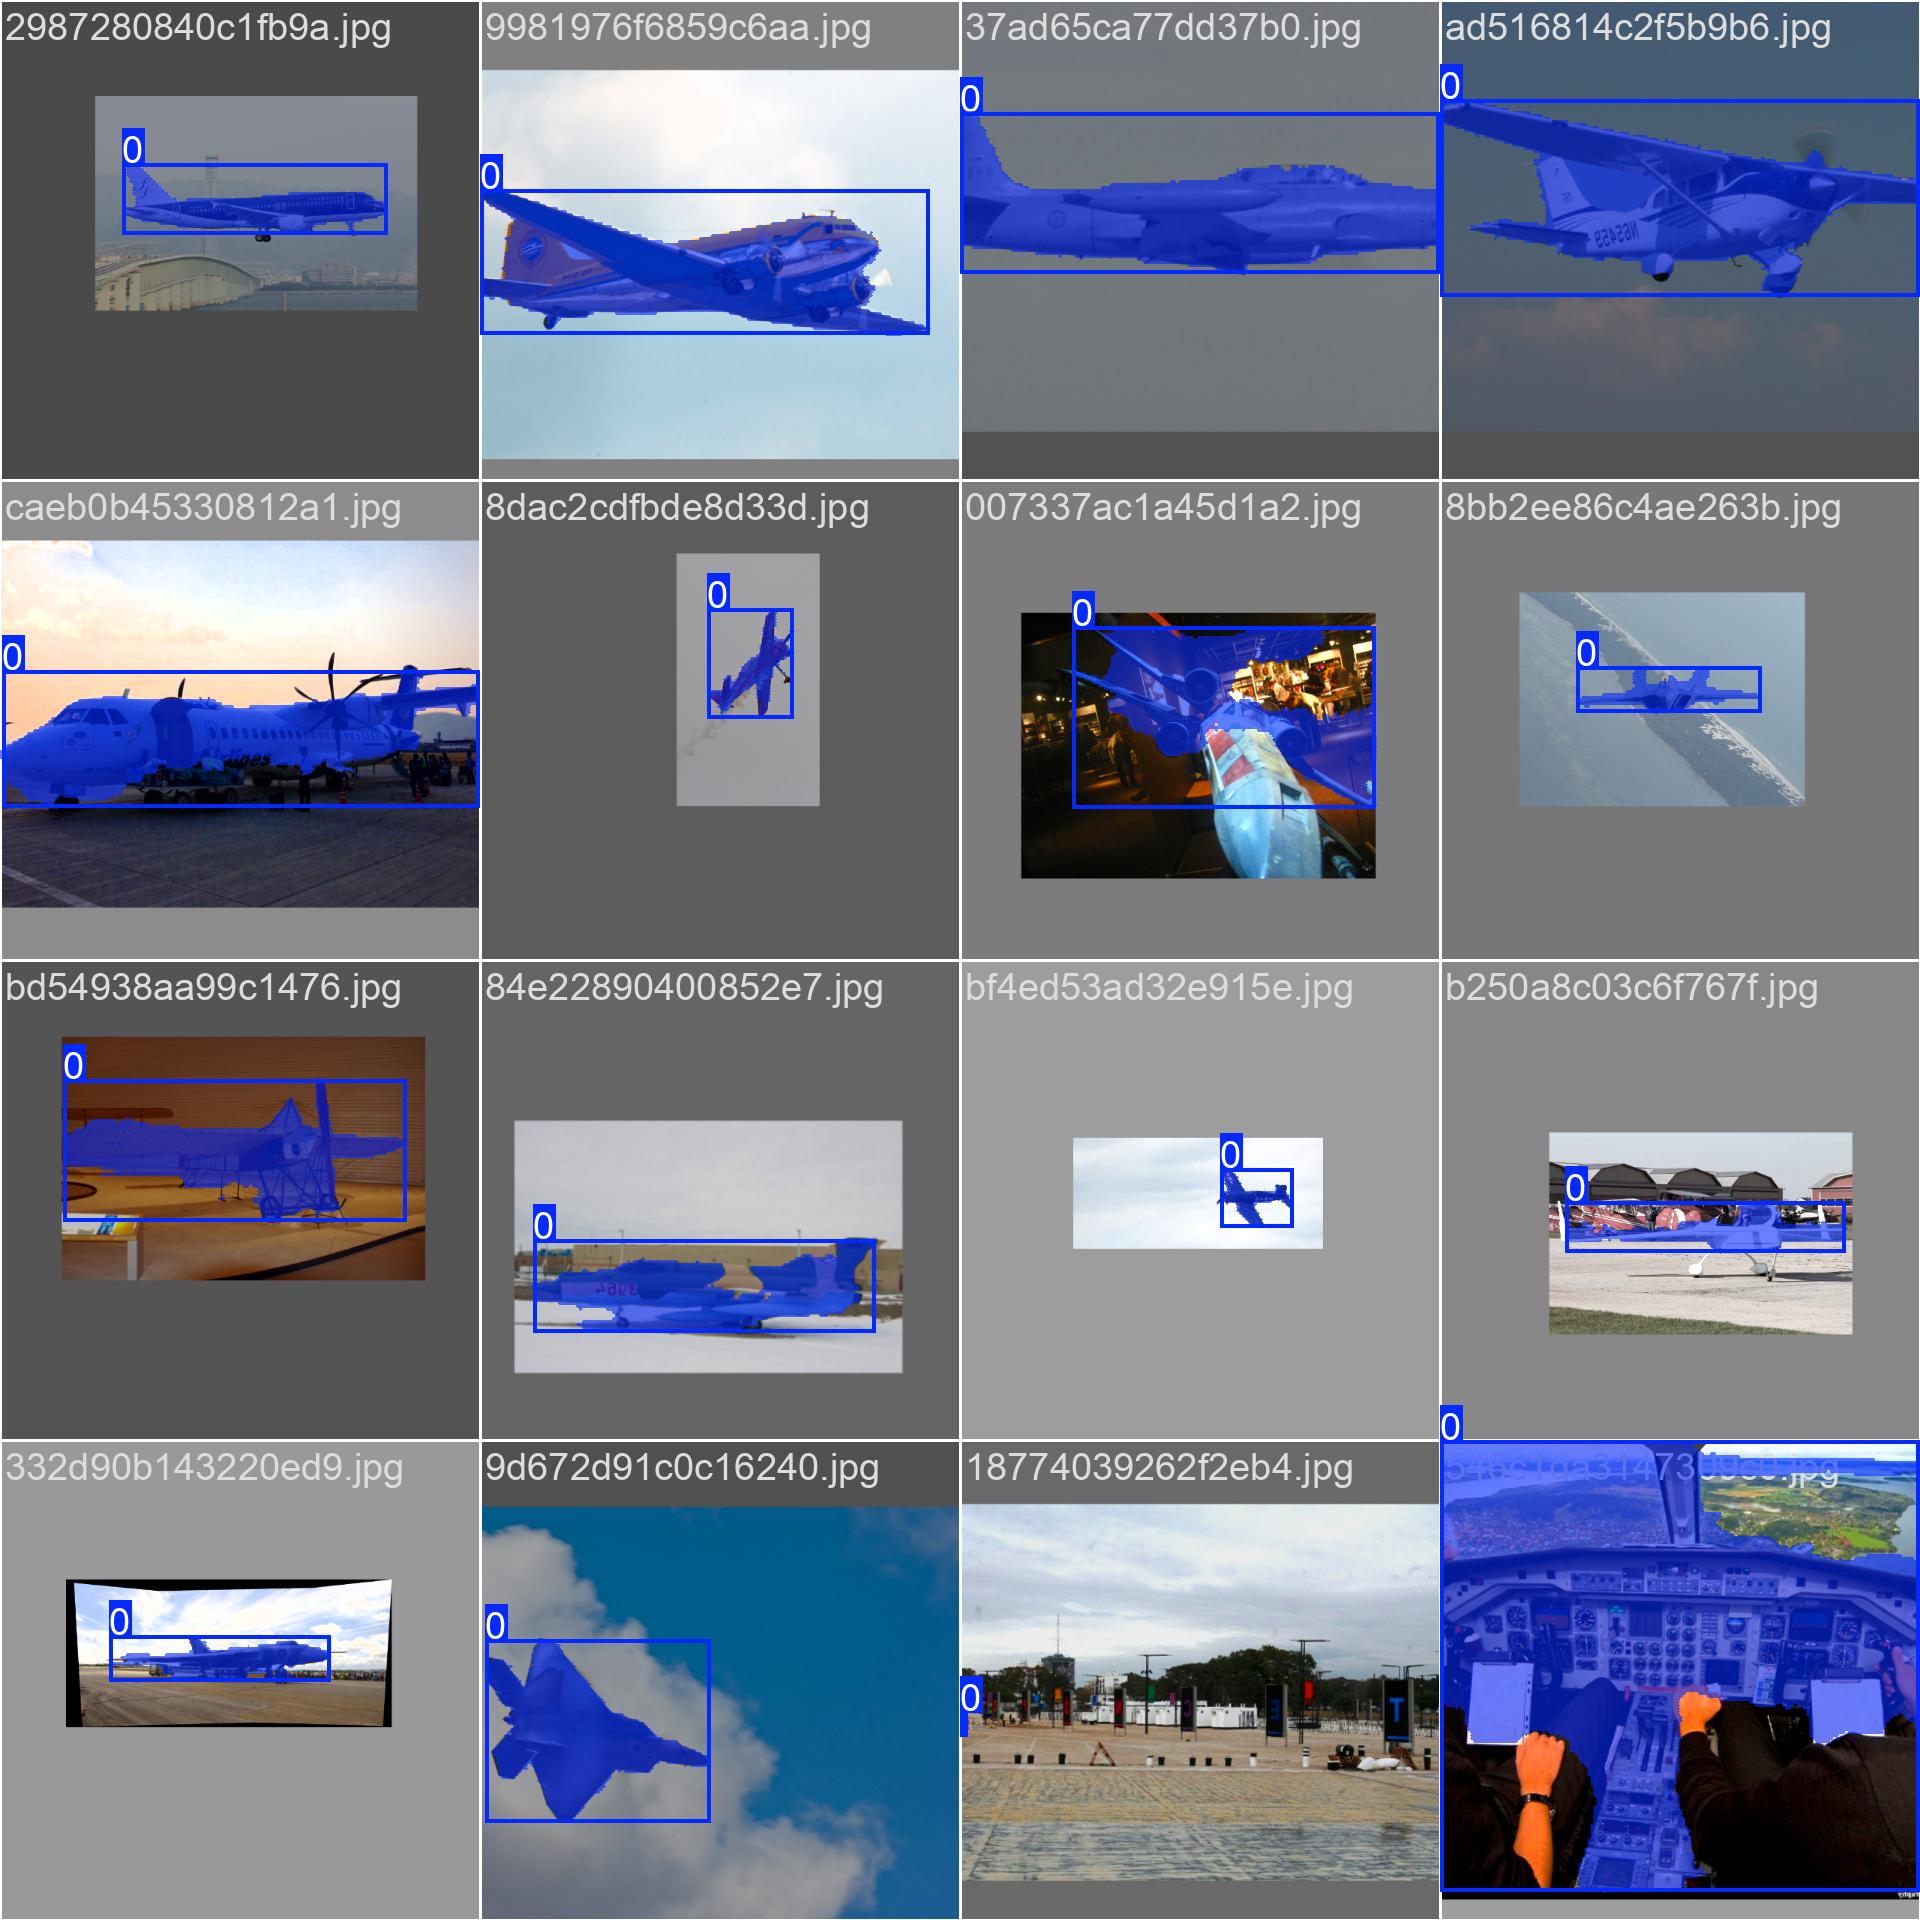 2987280840c1fb9a.jpg
9981976f6859c6aa.jpg
37ad65ca77dd37b0.jpg
ad516814c2f5b9b6.jpg
0
0
0
0
N65459
caeb0b45330812a1.jpg
8dac2cdfbde8d33d.jpg
007337ac1a45d1a2.jpg
8bb2ee86c4ae263b.jpg
0
0
0
0
Airlines
bd54938aa99c1476.jpg
84e22890400852e7.jpg
bf4ed53ad32e915e.jpg
b250a8c03c6f767f.jpg
0
0
0
0
332d90b143220ed9.jpg
9d672d91c0c16240.jpg
18774039262f2eb4.jpg
0
0
0
0
T